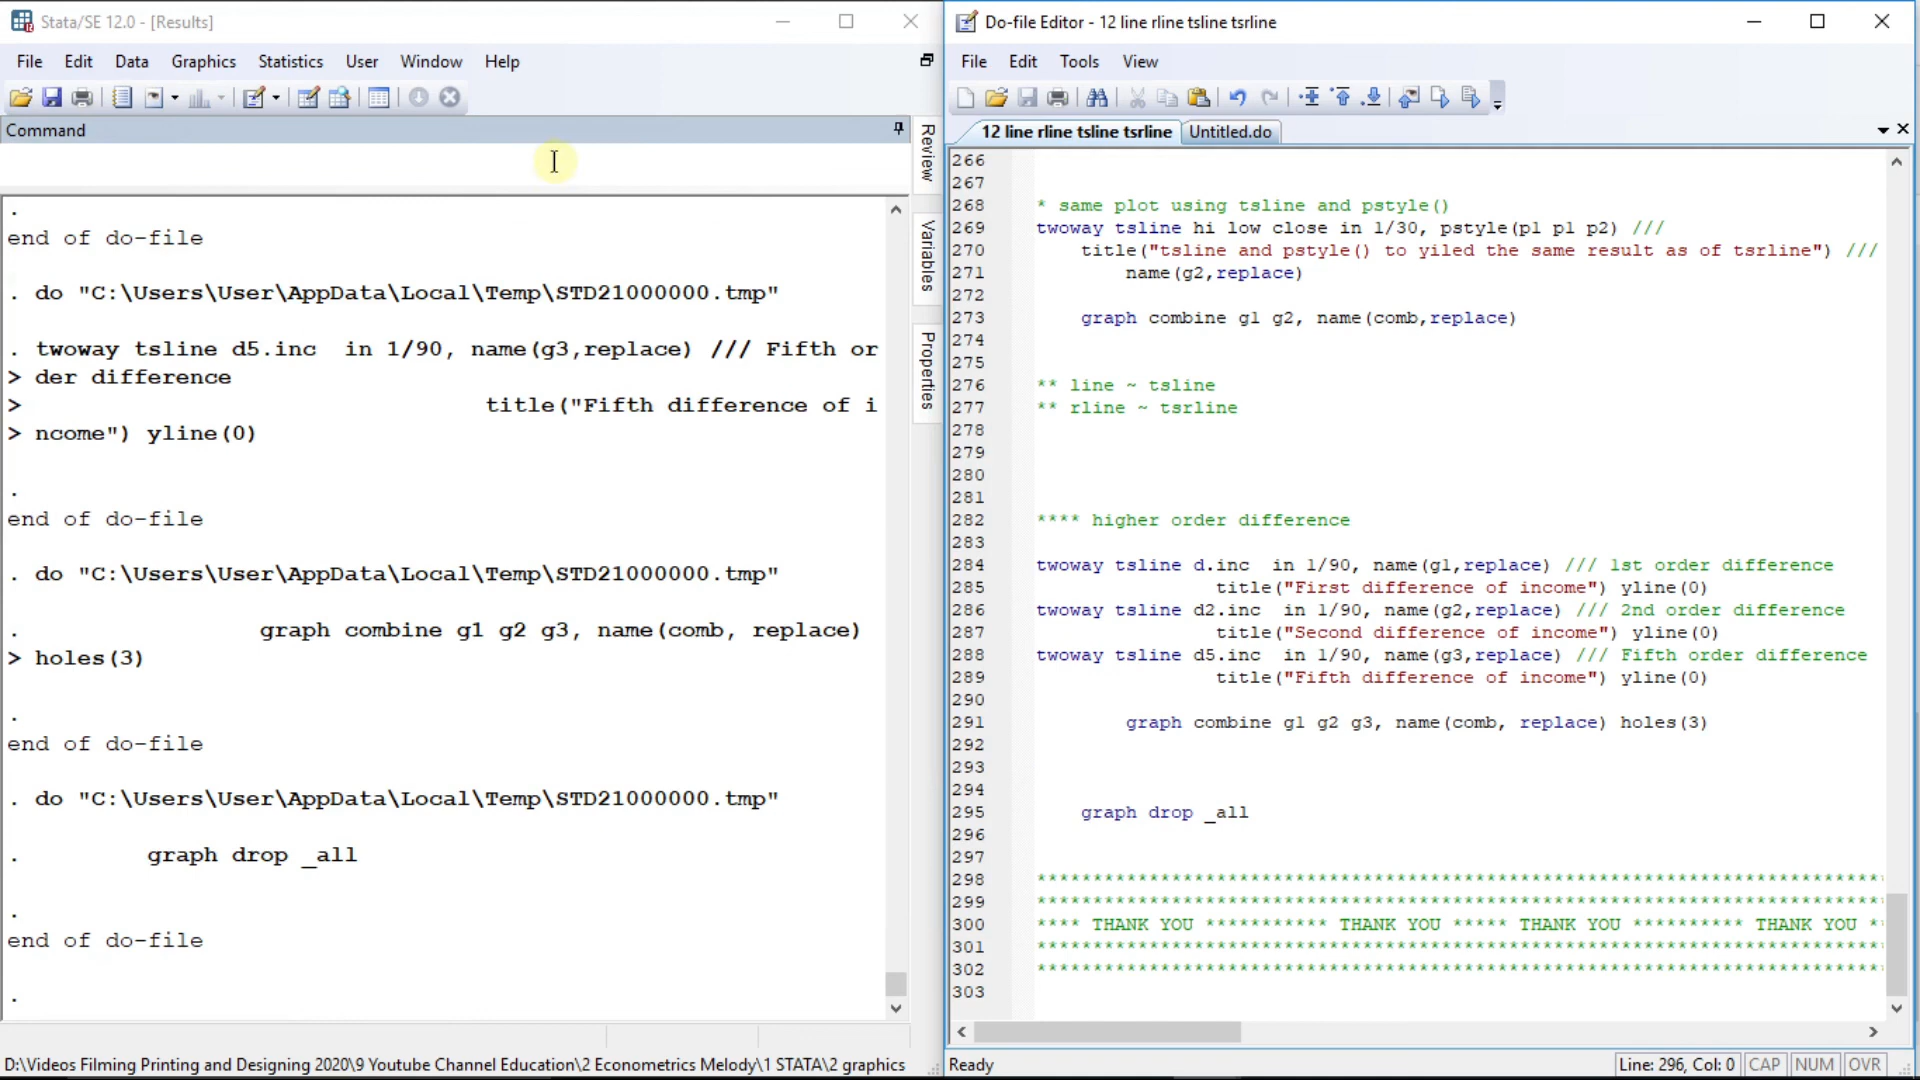 Stata/SE 12.0 - [Results]
File Edit Data Graphics Statistics User Window Help
Command
Review
Variables
Properties
.
end of do-file
. do "C:\Users\User\AppData\Local\Temp\STD21000000.tmp"
. twoway tsline d5.inc  in 1/90, name(g3,replace) /// Fifth or
> der difference
> title("Fifth difference of i
> ncome") yline(0)
.
end of do-file
. do "C:\Users\User\AppData\Local\Temp\STD21000000.tmp"
. graph combine g1 g2 g3, name(comb, replace)
> holes(3)
.
end of do-file
. do "C:\Users\User\AppData\Local\Temp\STD21000000.tmp"
. graph drop _all
.
end of do-file
.
D:\Videos Filming Printing and Designing 2020\9 Youtube Channel Education\2 Econometrics Melody\1 STATA\2 graphics
Do-file Editor - 12 line rline tsline tsrline
File Edit Tools View
12 line rline tsline tsrline Untitled.do
266
267
268 * same plot using tsline and pstyle()
269 twoway tsline hi low close in 1/30, pstyle(p1 p1 p2) ///
270 title("tsline and pstyle() to yiled the same result as of tsrline") ///
271 name(g2,replace)
272
273 graph combine g1 g2, name(comb,replace)
274
275
276 ** line ~ tsline
277 ** rline ~ tsrline
278
279
280
281
282 **** higher order difference
283
284 twoway tsline d.inc  in 1/90, name(g1,replace) /// 1st order difference
285 title("First difference of income") yline(0)
286 twoway tsline d2.inc  in 1/90, name(g2,replace) /// 2nd order difference
287 title("Second difference of income") yline(0)
288 twoway tsline d5.inc  in 1/90, name(g3,replace) /// Fifth order difference
289 title("Fifth difference of income") yline(0)
290
291 graph combine g1 g2 g3, name(comb, replace) holes(3)
292
293
294
295 graph drop _all
296
297
298 ***************************************************************************
299 ***************************************************************************
300 **** THANK YOU *********** THANK YOU ***** THANK YOU ********** THANK YOU *
301 ***************************************************************************
302 ***************************************************************************
303
Ready Line: 296, Col: 0 CAP NUM OVR